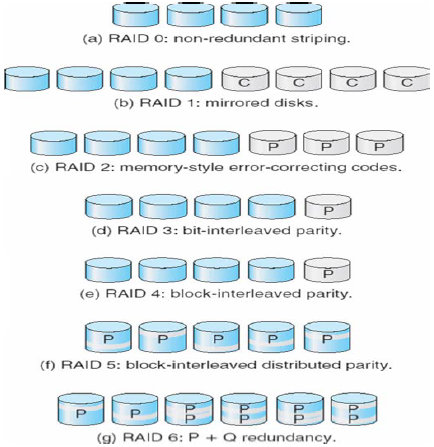 (a) RAID 0: non-redundant striping.
C C C C
(b) RAID 1: mirrored disks.
P P P
(c) RAID 2: memory-style error-correcting codes.
P
(d) RAID 3: bit-interleaved parity.
P
(e) RAID 4: block-interleaved parity.
P P P P P
(f) RAID 5: block-interleaved distributed parity.
P P P P P P
P P P P
(g) RAID 6: P + Q redundancy.